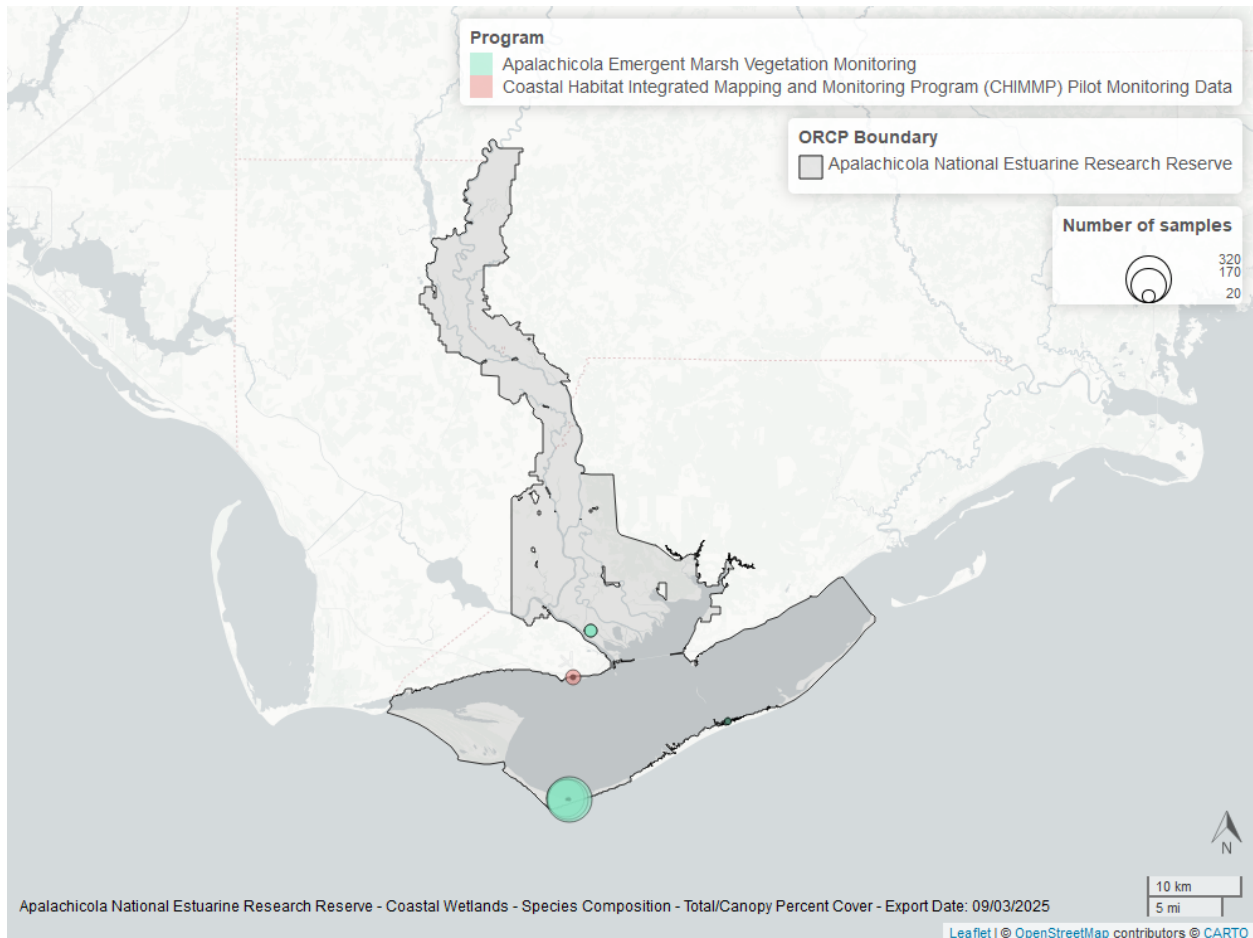 Program
Apalachicola Emergent Marsh Vegetation Monitoring
Coastal Habitat Integrated Mapping and Monitoring Program (CHIMMP) Pilot Monitoring Data
ORCP Boundary
Apalachicola National Estuarine Research Reserve
Number of samples
320
170
20
N
10 km
5 mi
Apalachicola National Estuarine Research Reserve - Coastal Wetlands - Species Composition - Total/Canopy Percent Cover - Export Date: 09/03/2025
Leaflet | © OpenStreetMap contributors © CARTO